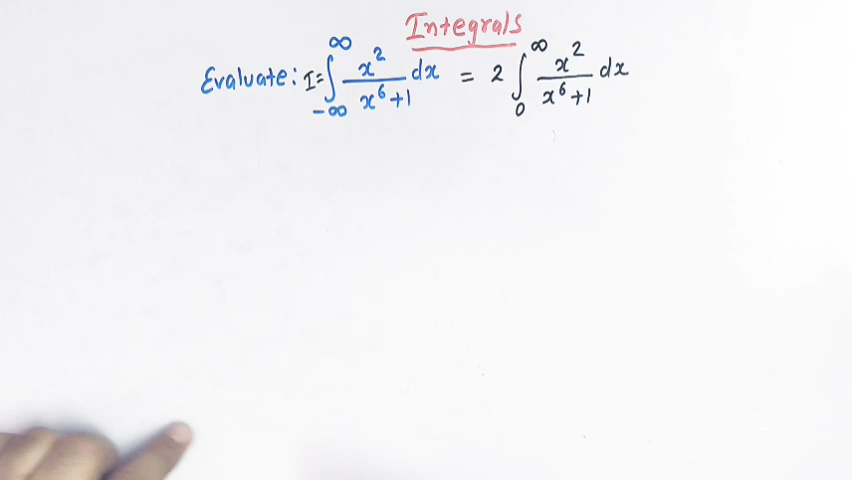 Integrals
Evaluate: I = ∫_{-∞}^{∞} x²/(x⁶+1) dx = 2 ∫_{0}^{∞} x²/(x⁶+1) dx